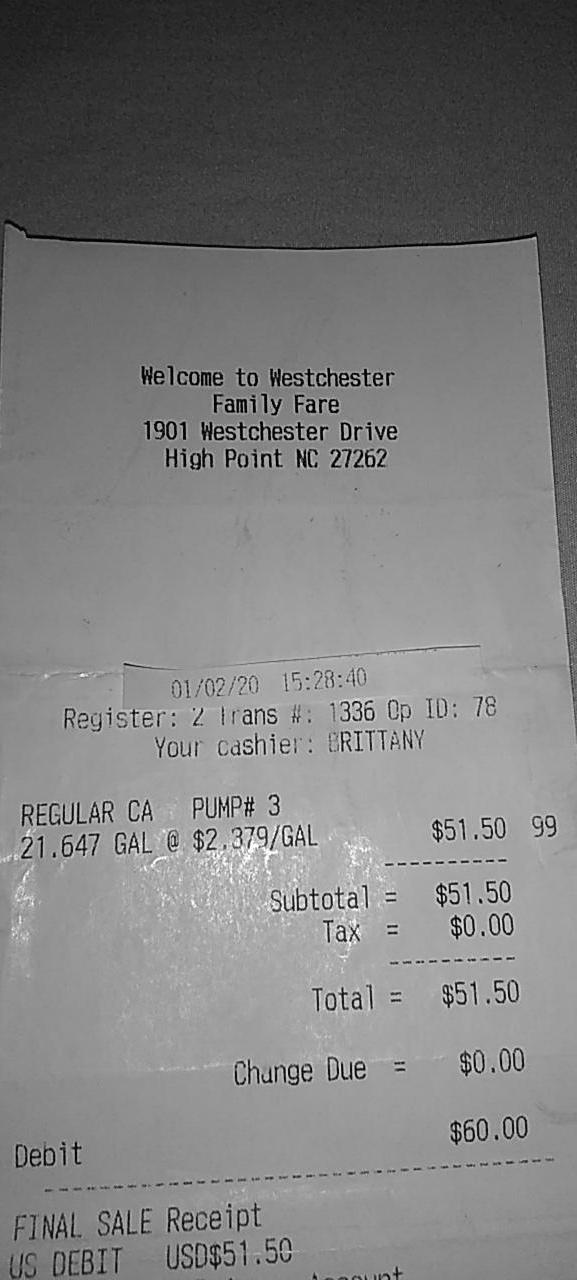 Welcome to Westchester
Family Fare
1901 Westchester Drive
High Point NC 27262
01/02/20 15:28:40
Register: 2 Trans #: 1336 Op ID: 78
Your cashier: BRITTANY
REGULAR CA PUMP# 3
21.647 GAL @ $2.379/GAL $51.50 99
Subtotal = $51.50
Tax = $0.00
Total = $51.50
Change Due = $0.00
Debit $60.00
FINAL SALE Receipt
US DEBIT USD$51.50
Account